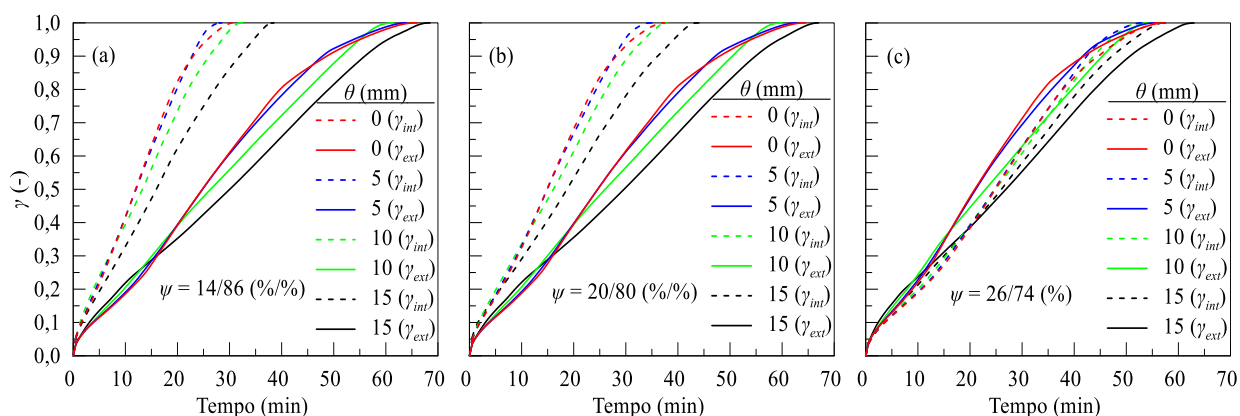 1,0
0,9
0,8
0,7
0,6
0,5
0,4
0,3
0,2
0,1
0,0
γ (-)
(a)
θ (mm)
0 (γint)
0 (γext)
5 (γint)
5 (γext)
10 (γint)
10 (γext)
15 (γint)
15 (γext)
ψ = 14/86 (%/%)
0 10 20 30 40 50 60 70
Tempo (min)
(b)
θ (mm)
0 (γint)
0 (γext)
5 (γint)
5 (γext)
10 (γint)
10 (γext)
15 (γint)
15 (γext)
ψ = 20/80 (%/%)
0 10 20 30 40 50 60 70
Tempo (min)
(c)
θ (mm)
0 (γint)
0 (γext)
5 (γint)
5 (γext)
10 (γint)
10 (γext)
15 (γint)
15 (γext)
ψ = 26/74 (%)
0 10 20 30 40 50 60 70
Tempo (min)